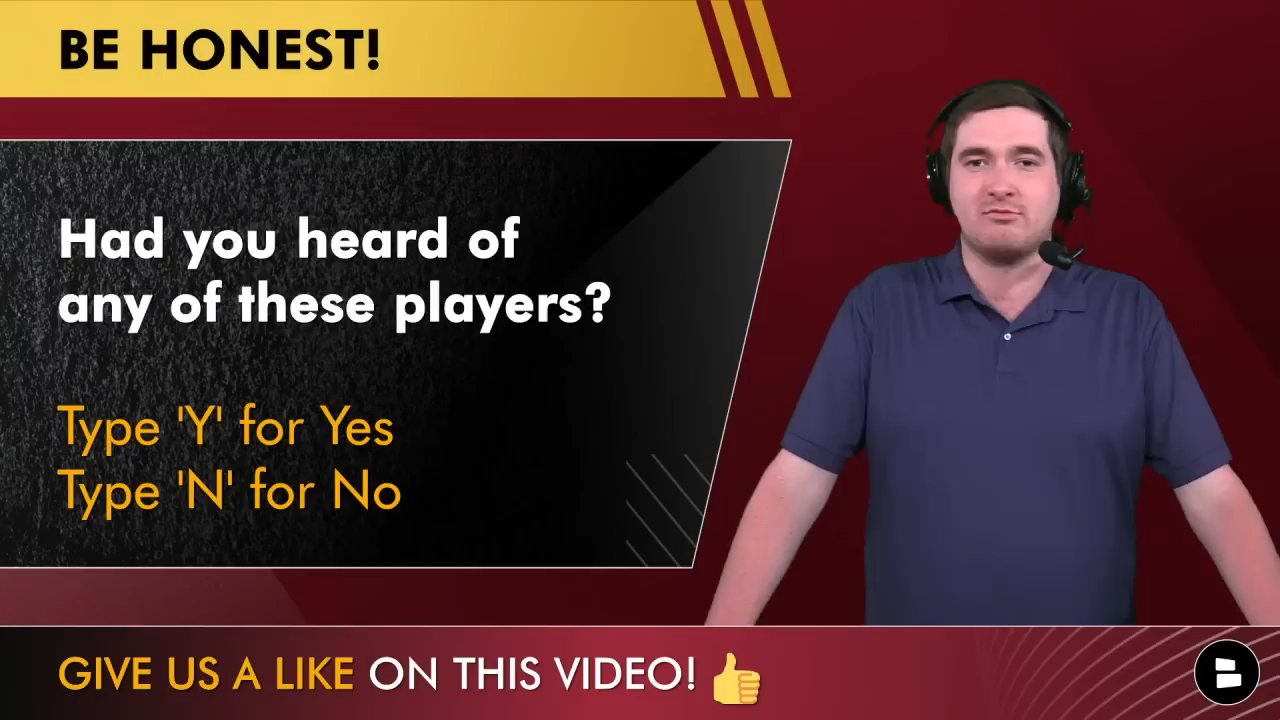 BE HONEST!
Had you heard of
any of these players?
Type 'Y' for Yes
Type 'N' for No
GIVE US A LIKE ON THIS VIDEO!